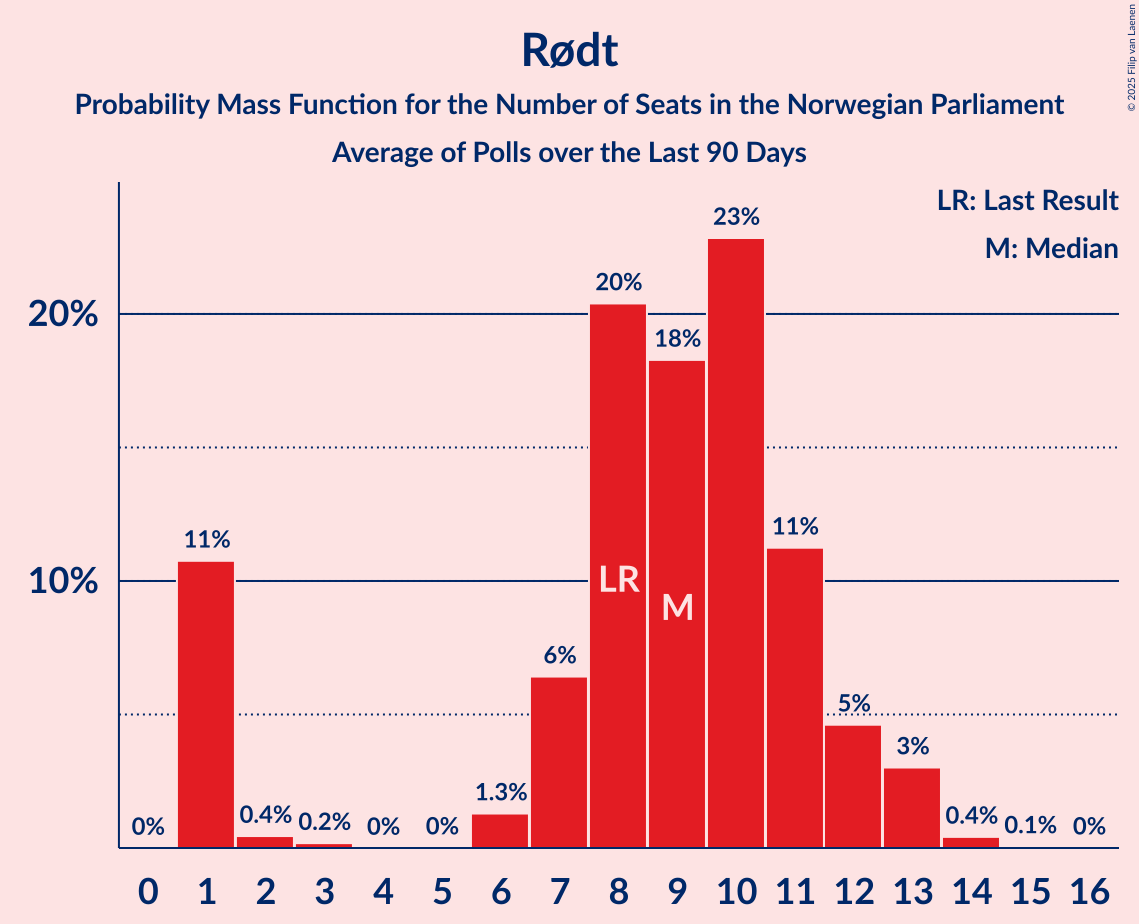 Rødt
Probability Mass Function for the Number of Seats in the Norwegian Parliament
Average of Polls over the Last 90 Days
© 2025 Filip van Laenen
LR: Last Result
M: Median
20%
10%
0%
11%
0.4%
0.2%
0%
0%
1.3%
6%
20%
18%
23%
11%
5%
3%
0.4%
0.1%
0%
LR
M
0 1 2 3 4 5 6 7 8 9 10 11 12 13 14 15 16